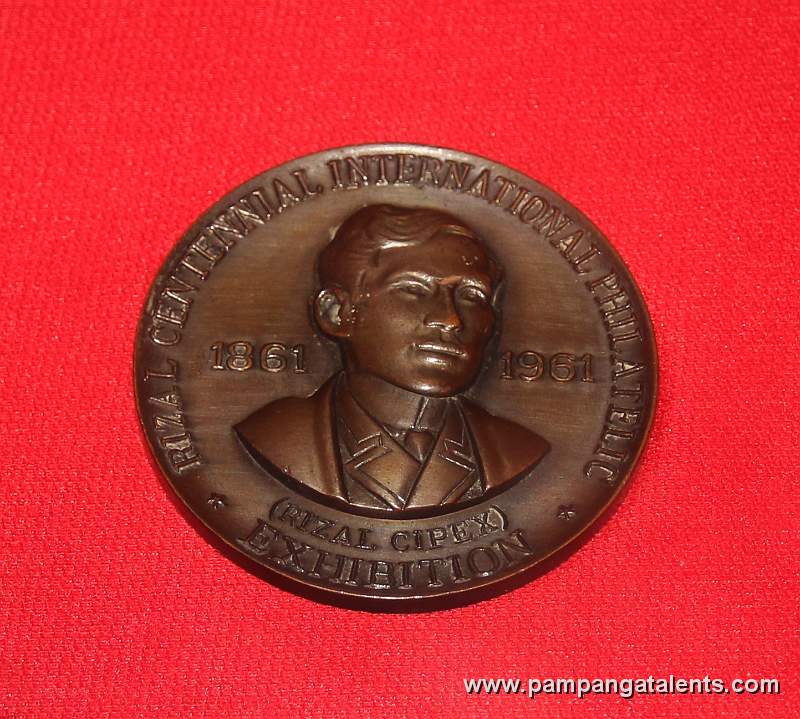 RIZAL CENTENNIAL INTERNATIONAL PHILATELIC
1861 1961
(RIZAL CIPEX)
* EXHIBITION *
www.pampangatalents.com